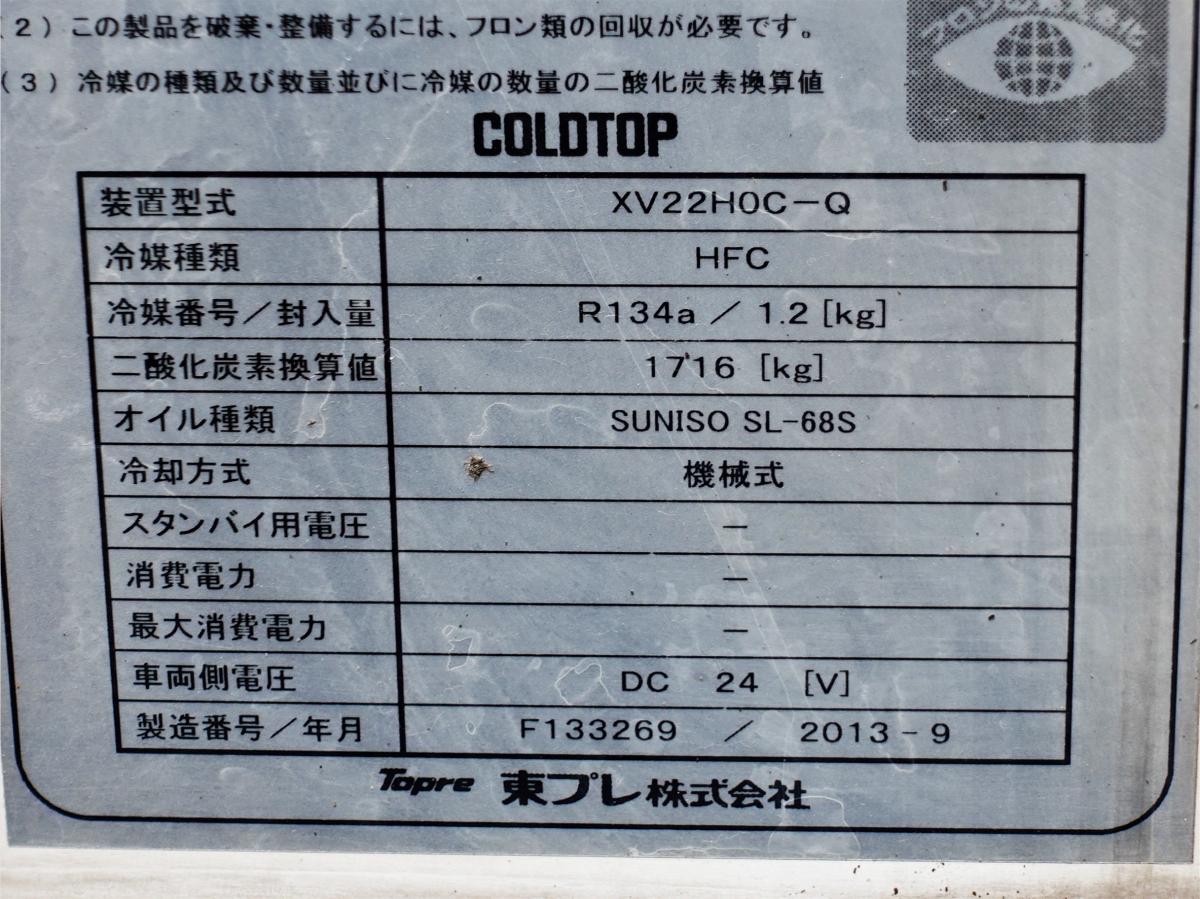 (2) この製品を破棄・整備するには、フロン類の回収が必要です。
(3) 冷媒の種類及び数量並びに冷媒の数量の二酸化炭素換算値
COLDTOP
装置型式 XV22H0C-Q
冷媒種類 HFC
冷媒番号/封入量 R134a / 1.2 [kg]
二酸化炭素換算値 1716 [kg]
オイル種類 SUNISO SL-68S
冷却方式 機械式
スタンバイ用電圧 —
消費電力 —
最大消費電力 —
車両側電圧 DC 24 [V]
製造番号/年月 F133269 / 2013-9
Topre 東プレ株式会社